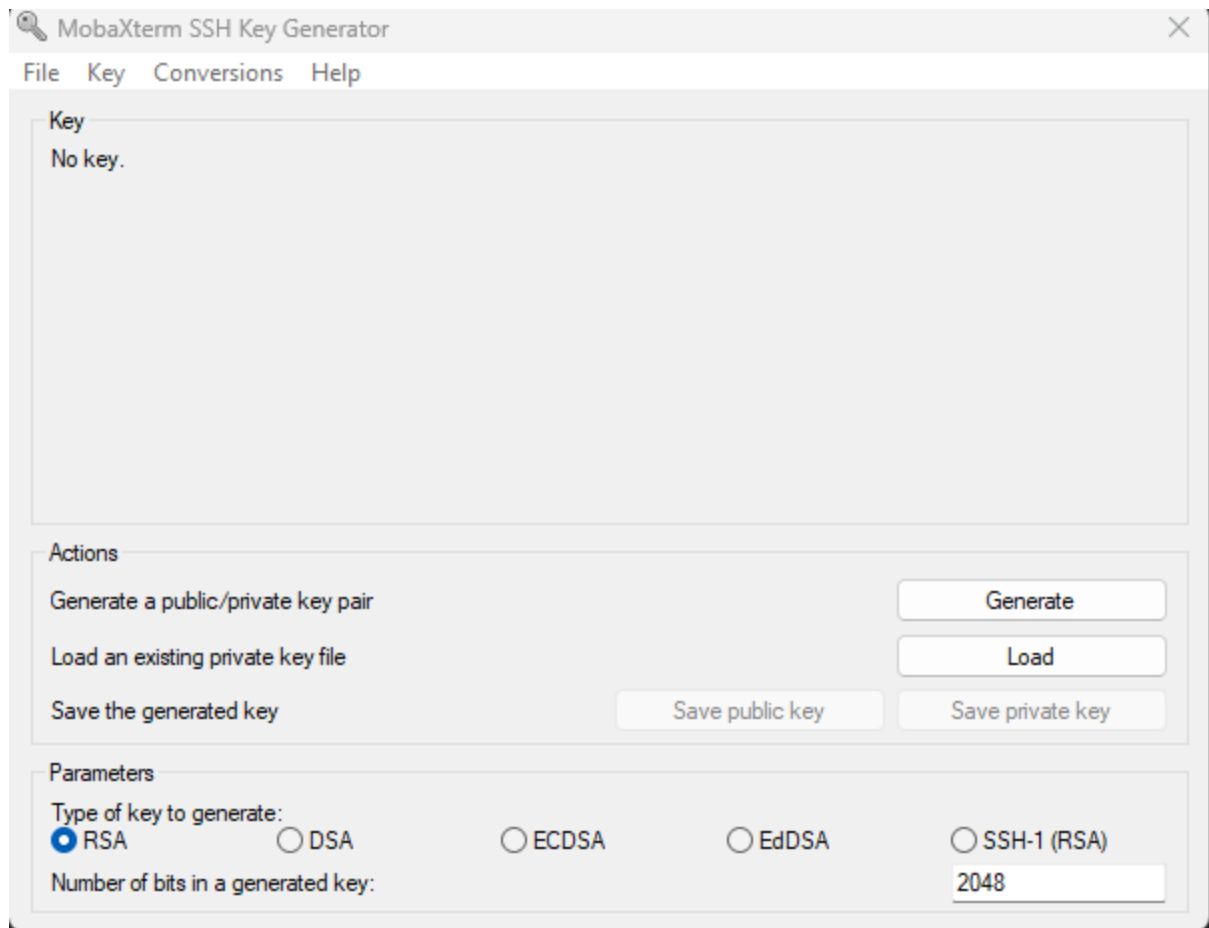 MobaXterm SSH Key Generator
File Key Conversions Help
Key
No key.
Actions
Generate a public/private key pair Generate
Load an existing private key file Load
Save the generated key Save public key Save private key
Parameters
Type of key to generate:
RSA DSA ECDSA EdDSA SSH-1 (RSA)
Number of bits in a generated key: 2048